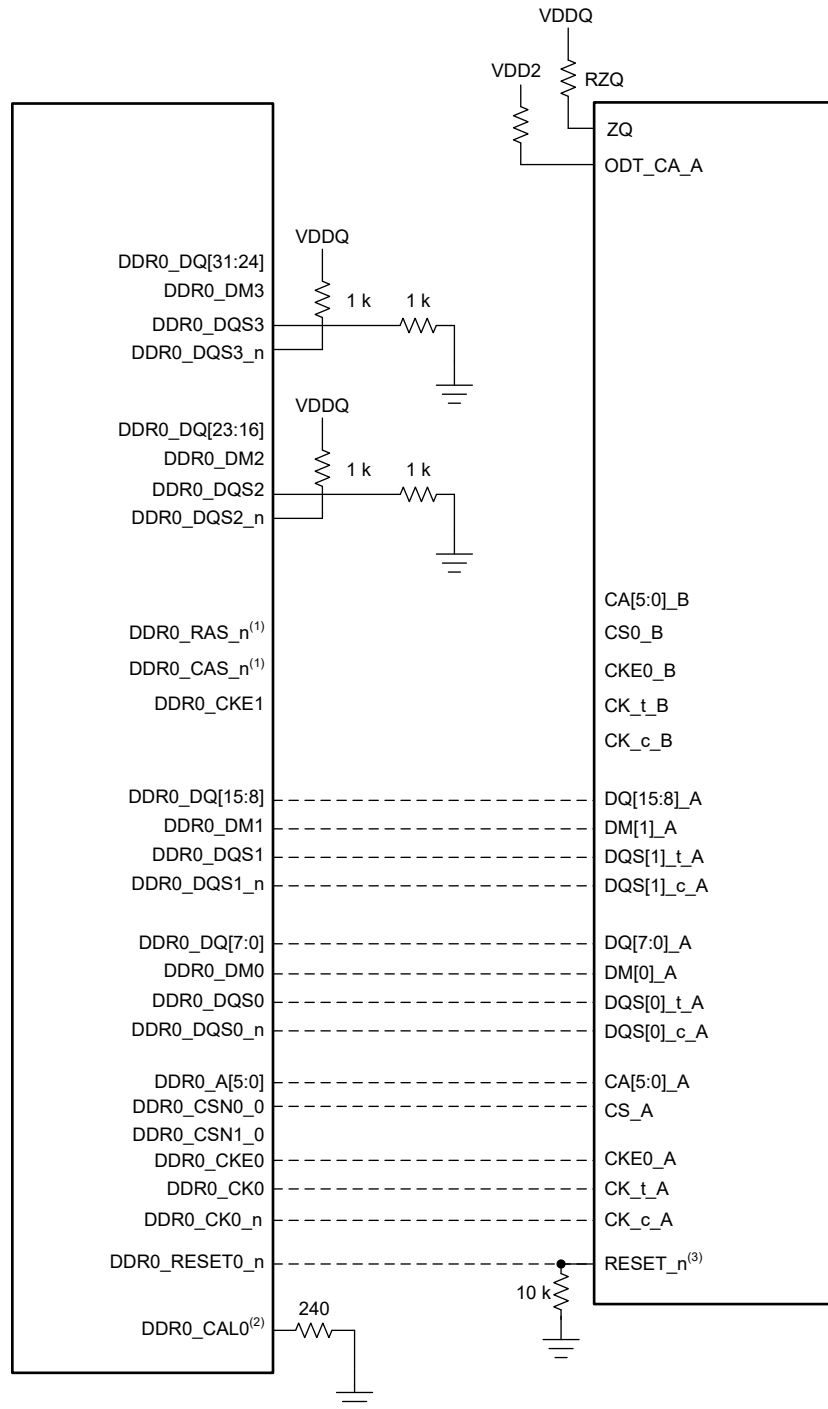 VDDQ
VDD2
RZQ
ZQ
ODT_CA_A
VDDQ
DDR0_DQ[31:24]
DDR0_DM3
1 k
1 k
DDR0_DQS3
DDR0_DQS3_n
VDDQ
DDR0_DQ[23:16]
DDR0_DM2
1 k
1 k
DDR0_DQS2
DDR0_DQS2_n
CA[5:0]_B
DDR0_RAS_n(1)
CS0_B
DDR0_CAS_n(1)
CKE0_B
DDR0_CKE1
CK_t_B
CK_c_B
DDR0_DQ[15:8]
DQ[15:8]_A
DDR0_DM1
DM[1]_A
DDR0_DQS1
DQS[1]_t_A
DDR0_DQS1_n
DQS[1]_c_A
DDR0_DQ[7:0]
DQ[7:0]_A
DDR0_DM0
DM[0]_A
DDR0_DQS0
DQS[0]_t_A
DDR0_DQS0_n
DQS[0]_c_A
DDR0_A[5:0]
CA[5:0]_A
DDR0_CSN0_0
CS_A
DDR0_CSN1_0
DDR0_CKE0
CKE0_A
DDR0_CK0
CK_t_A
DDR0_CK0_n
CK_c_A
DDR0_RESET0_n
RESET_n(3)
10 k
240
DDR0_CAL0(2)